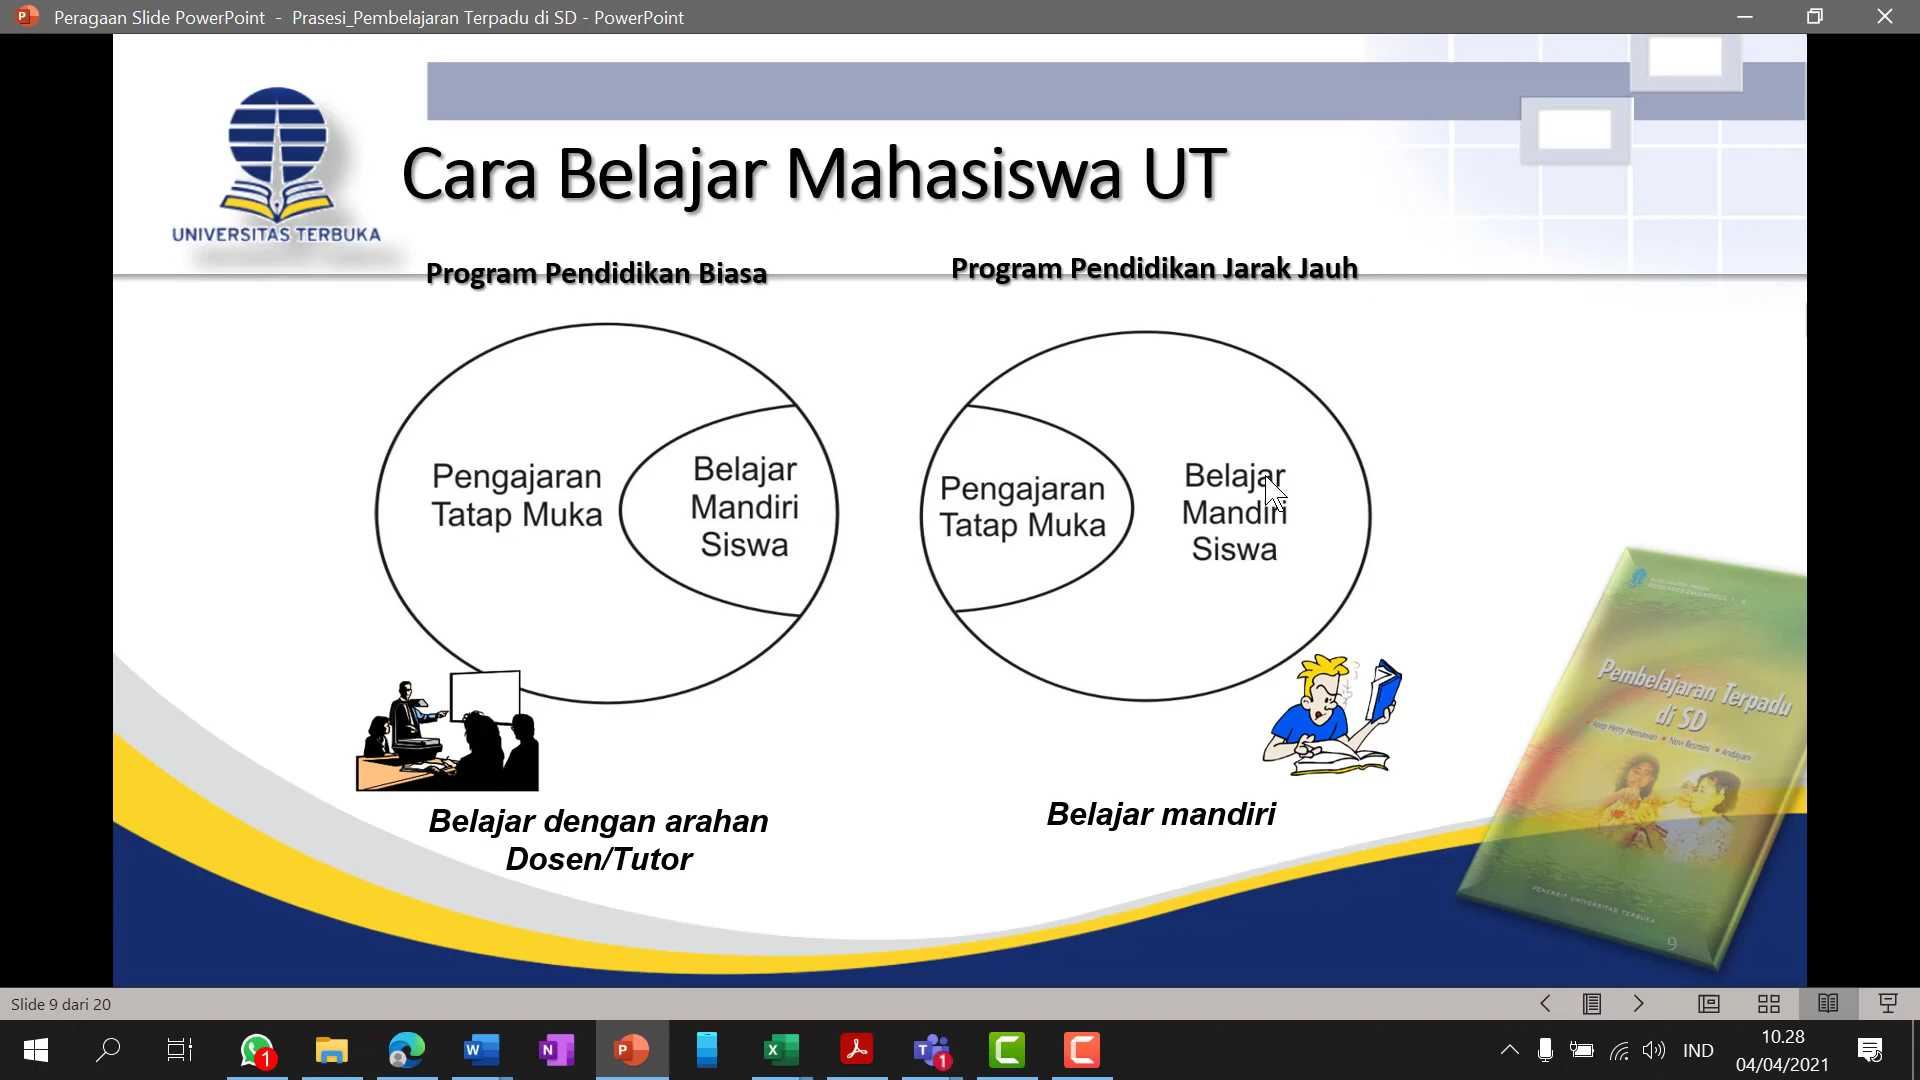 Peragaan Slide PowerPoint - Prasesi_Pembelajaran Terpadu di SD - PowerPoint
UNIVERSITAS TERBUKA
Cara Belajar Mahasiswa UT
Program Pendidikan Biasa
Program Pendidikan Jarak Jauh
Pengajaran
Tatap Muka
Belajar
Mandiri
Siswa
Pengajaran
Tatap Muka
Belajar
Mandiri
Siswa
Belajar dengan arahan
Dosen/Tutor
Belajar mandiri
Pembelajaran Terpadu
di SD
Asep Herry Hernawan • Novi Resmini • Andayani
PENERBIT UNIVERSITAS TERBUKA
9
Slide 9 dari 20
1
1
IND
10.28
04/04/2021